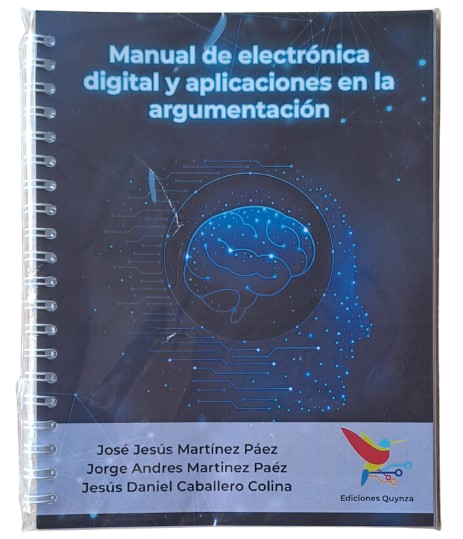 Manual de electrónica
digital y aplicaciones en la
argumentación
José Jesús Martínez Páez
Jorge Andres Martinez Paéz
Jesús Daniel Caballero Colina
Ediciones Quynza